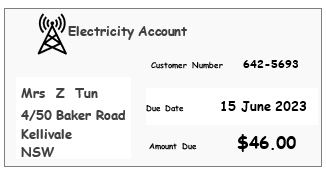 Electricity Account
Customer Number 642-5693
Mrs Z Tun
4/50 Baker Road
Kellivale
NSW
Due Date 15 June 2023
Amount Due $46.00